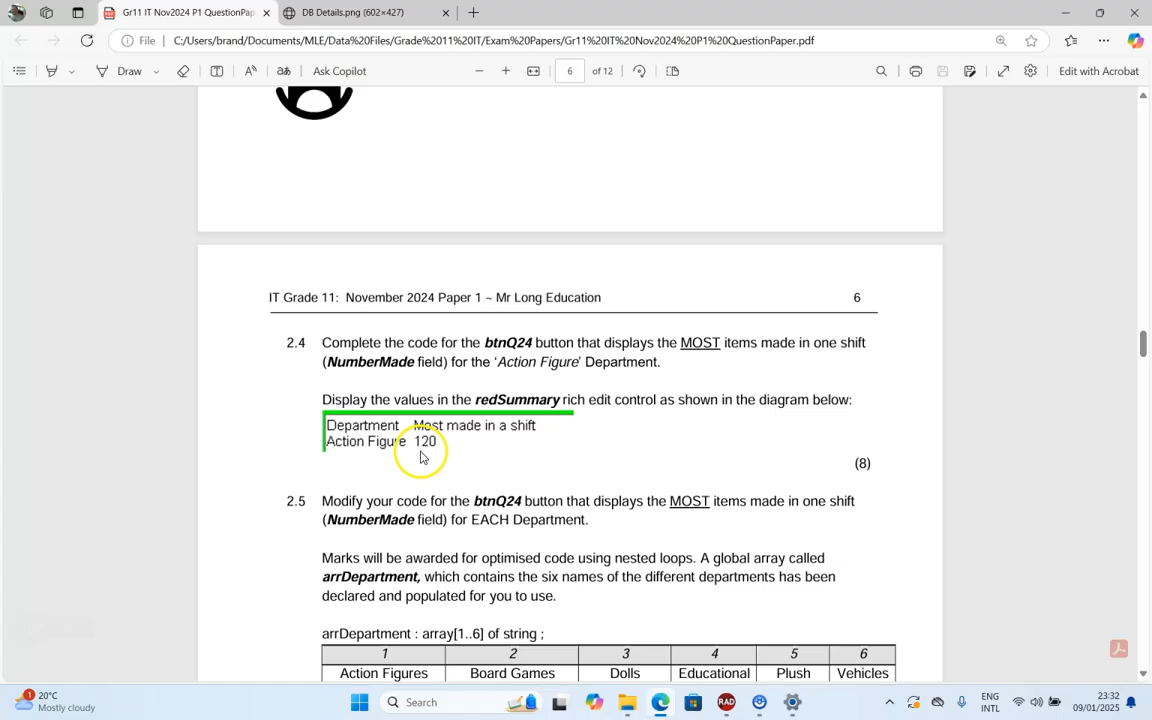 Gr11 IT Nov2024 P1 QuestionPap
DB Details.png (602×427)
File
C:/Users/brand/Documents/MLE/Data%20Files/Grade%2011%20IT/Exam%20Papers/Gr11%20IT%20Nov2024%20P1%20QuestionPaper.pdf
Draw
Ask Copilot
6
of 12
Edit with Acrobat
IT Grade 11: November 2024 Paper 1 ~ Mr Long Education 6
2.4 Complete the code for the btnQ24 button that displays the MOST items made in one shift
(NumberMade field) for the ‘Action Figure’ Department.
Display the values in the redSummary rich edit control as shown in the diagram below:
Department Most made in a shift
Action Figure 120
(8)
2.5 Modify your code for the btnQ24 button that displays the MOST items made in one shift
(NumberMade field) for EACH Department.
Marks will be awarded for optimised code using nested loops. A global array called
arrDepartment, which contains the six names of the different departments has been
declared and populated for you to use.
arrDepartment : array[1..6] of string ;
1 2 3 4 5 6
Action Figures Board Games Dolls Educational Plush Vehicles
1
20°C
Mostly cloudy
Search
RAD
ENG
INTL
23:32
09/01/2025